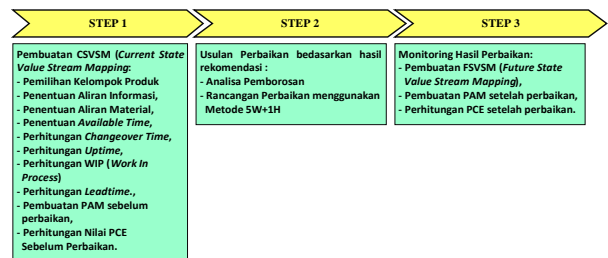 STEP 1
STEP 2
STEP 3
Pembuatan CSVSM (Current State
Value Stream Mapping:
- Pemilihan Kelompok Produk
- Penentuan Aliran Informasi,
- Penentuan Aliran Material,
- Penentuan Available Time,
- Perhitungan Changeover Time,
- Perhitungan Uptime,
- Perhitungan WIP (Work In
Process)
- Perhitungan Leadtime.,
- Pembuatan PAM sebelum
perbaikan,
- Perhitungan Nilai PCE
Sebelum Perbaikan.
Usulan Perbaikan bedasarkan hasil
rekomendasi :
- Analisa Pemborosan
- Rancangan Perbaikan menggunakan
Metode 5W+1H
Monitoring Hasil Perbaikan:
- Pembuatan FSVSM (Future State
Value Stream Mapping),
- Pembuatan PAM setelah perbaikan,
- Perhitungan PCE setelah perbaikan.